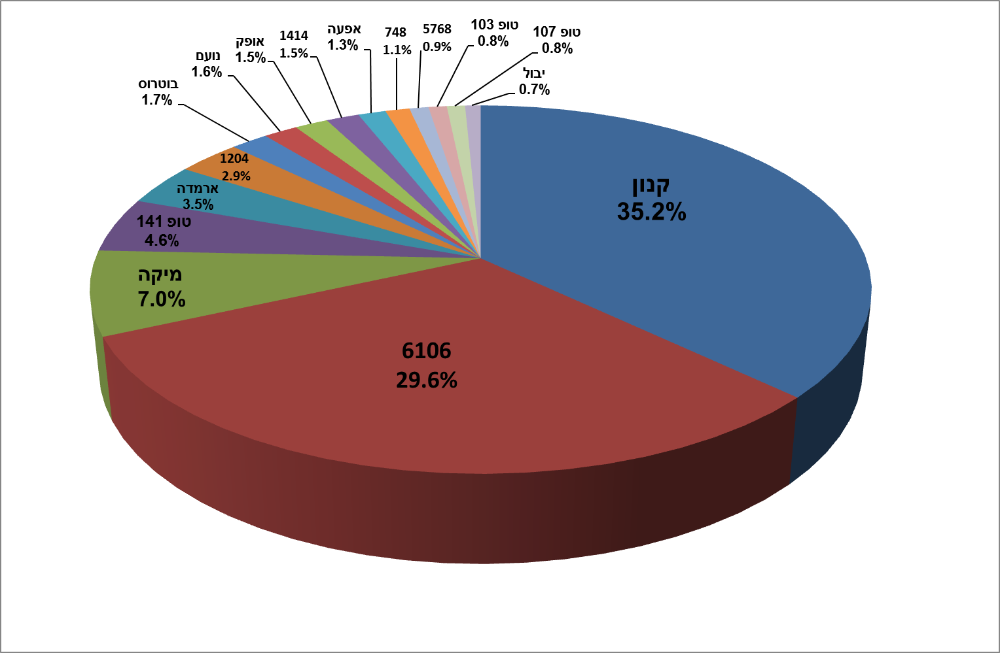 קנון
35.2%
6106
29.6%
מיקה
7.0%
טופ 141
4.6%
ארמדה
3.5%
1204
2.9%
בוטרוס
1.7%
נועם
1.6%
אופק
1.5%
1414
1.5%
אפעה
1.3%
748
1.1%
5768
0.9%
טופ 103
0.8%
טופ 107
0.8%
יבול
0.7%